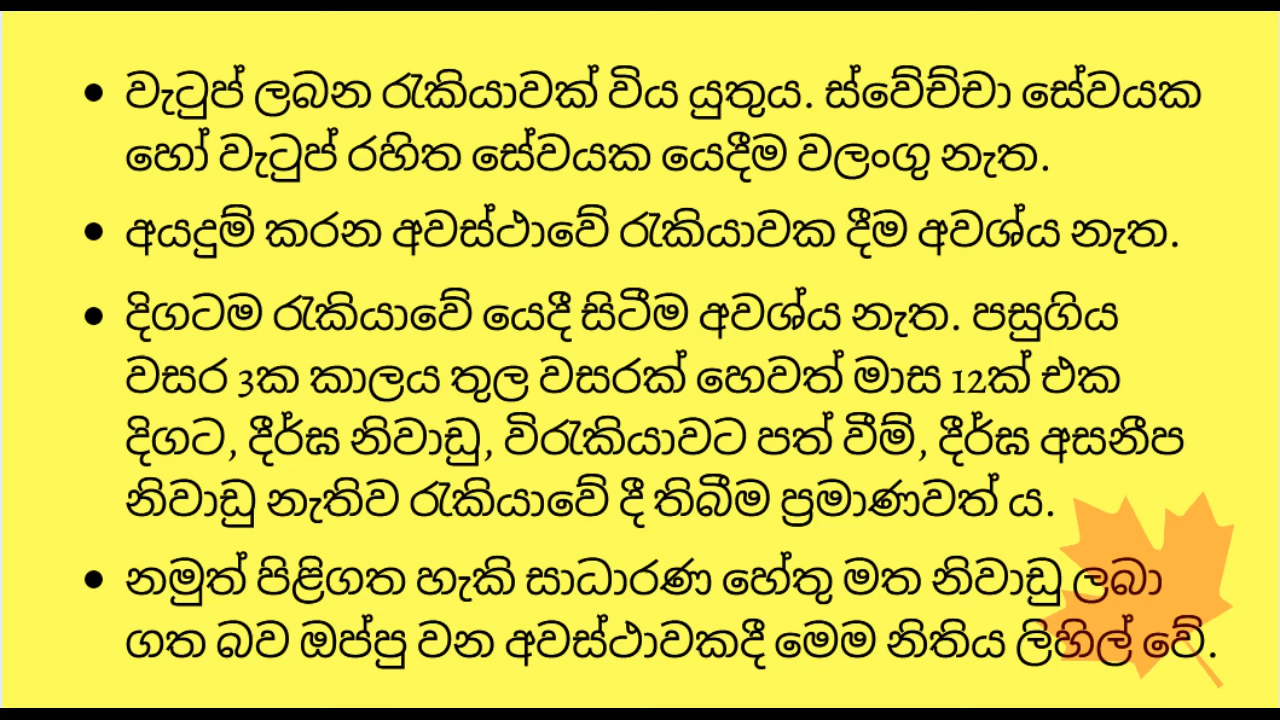 • වැටුප් ලබන රැකියාවක් විය යුතුය. ස්වේච්චා සේවයක
හෝ වැටුප් රහිත සේවයක යෙදීම වලංගු නැත.
• අයදුම් කරන අවස්ථාවේ රැකියාවක දීම අවශ්ය නැත.
• දිගටම රැකියාවේ යෙදී සිටීම අවශ්ය නැත. පසුගිය
වසර 3ක කාලය තුල වසරක් හෙවත් මාස 12ක් එක
දිගට, දීර්ඝ නිවාඩු, විරැකියාවට පත් වීම්, දීර්ඝ අසනීප
නිවාඩු නැතිව රැකියාවේ දී තිබීම ප්‍රමාණවත් ය.
• නමුත් පිළිගත හැකි සාධාරණ හේතු මත නිවාඩු ලබා
ගත බව ඔප්පු වන අවස්ථාවකදී මෙම නිතිය ලිහිල් වේ.